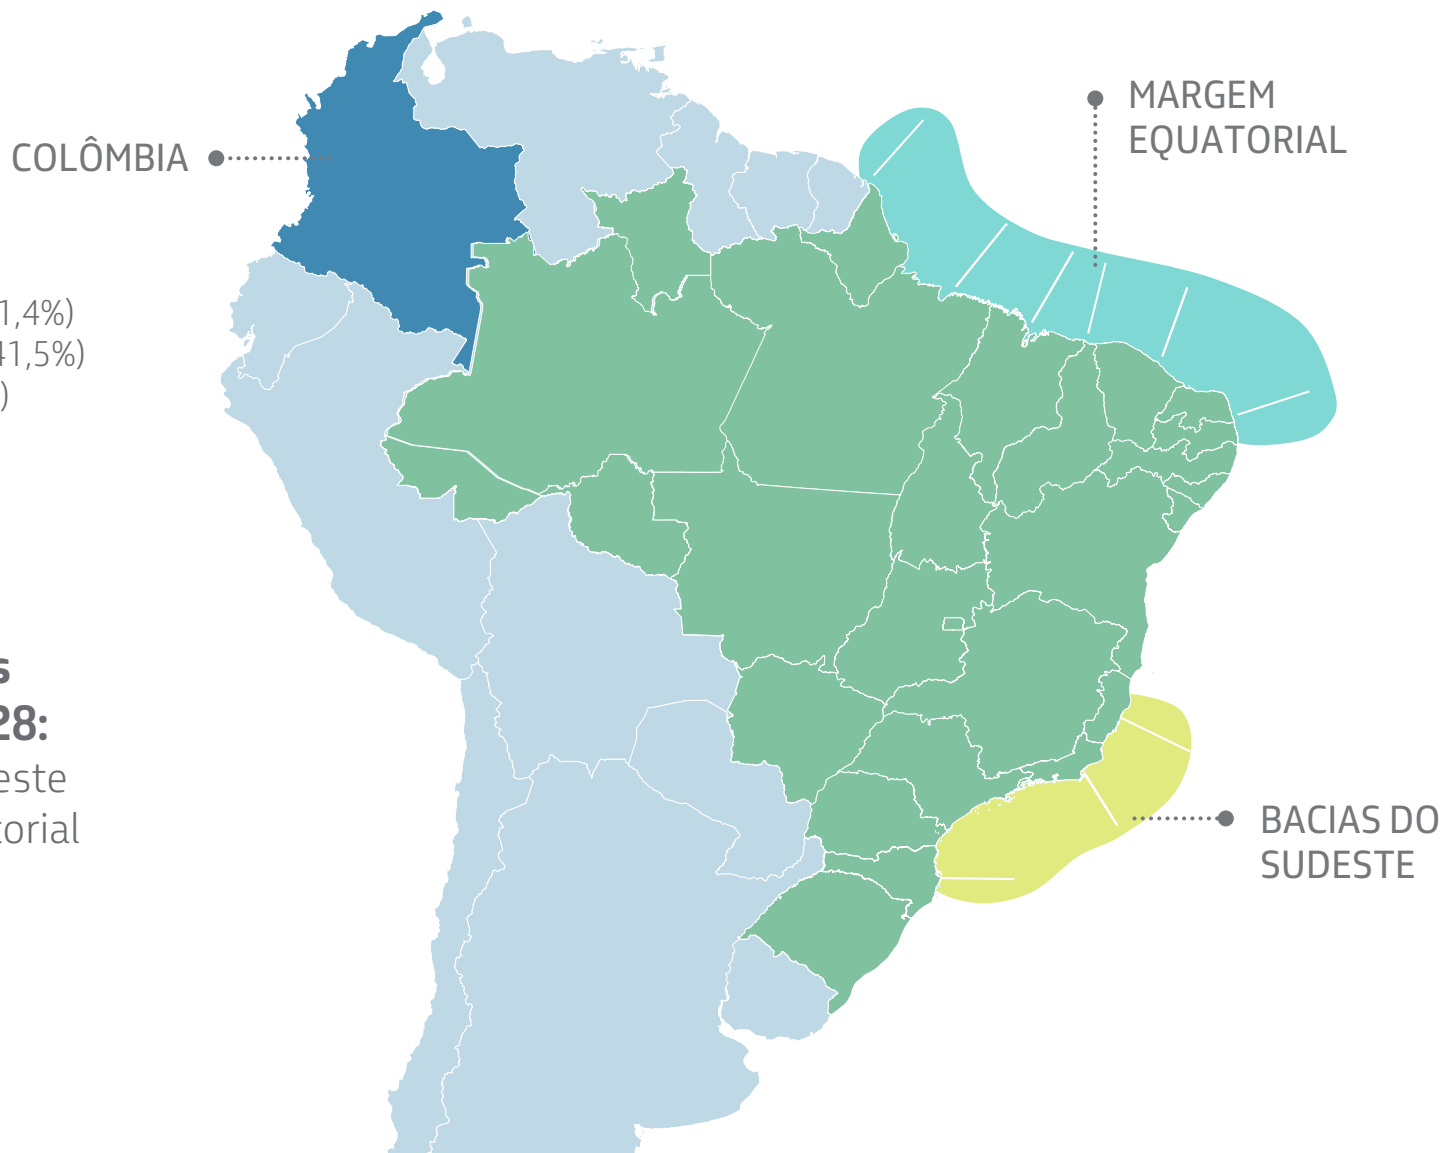 MARGEM
EQUATORIAL
COLÔMBIA
1,4%)
41,5%)
)
s
28:
este
torial
BACIAS DO
SUDESTE